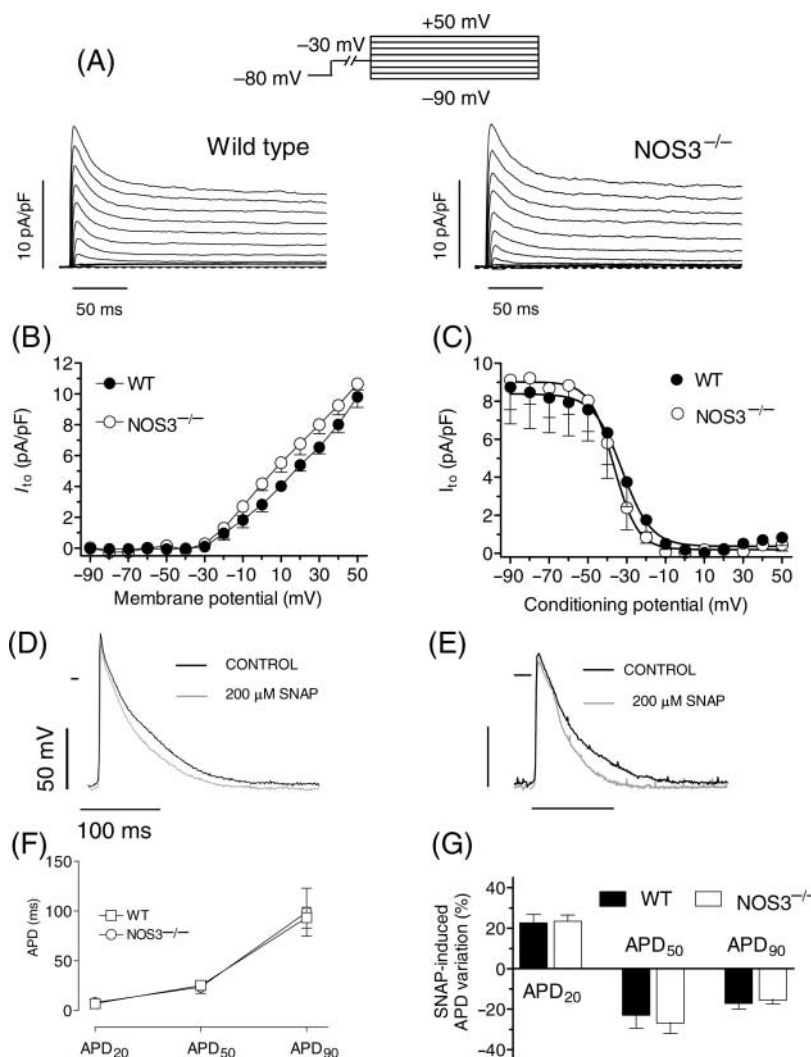 (A)
+50 mV
−30 mV
−80 mV
−90 mV
Wild type
NOS3−/−
10 pA/pF
10 pA/pF
50 ms
50 ms
(B)
12
10
8
6
4
2
0
Ito (pA/pF)
WT
NOS3−/−
−90 −70 −50 −30 −10 10 30 50
Membrane potential (mV)
(C)
10
8
6
4
2
0
Ito (pA/pF)
WT
NOS3−/−
−90 −70 −50 −30 −10 10 30 50
Conditioning potential (mV)
(D)
CONTROL
200 μM SNAP
50 mV
100 ms
(E)
CONTROL
200 μM SNAP
(F)
150
100
50
0
APD (ms)
WT
NOS3−/−
APD20 APD50 APD90
(G)
40
20
0
−20
−40
SNAP-induced
APD variation (%)
WT
NOS3−/−
APD50 APD90
APD20